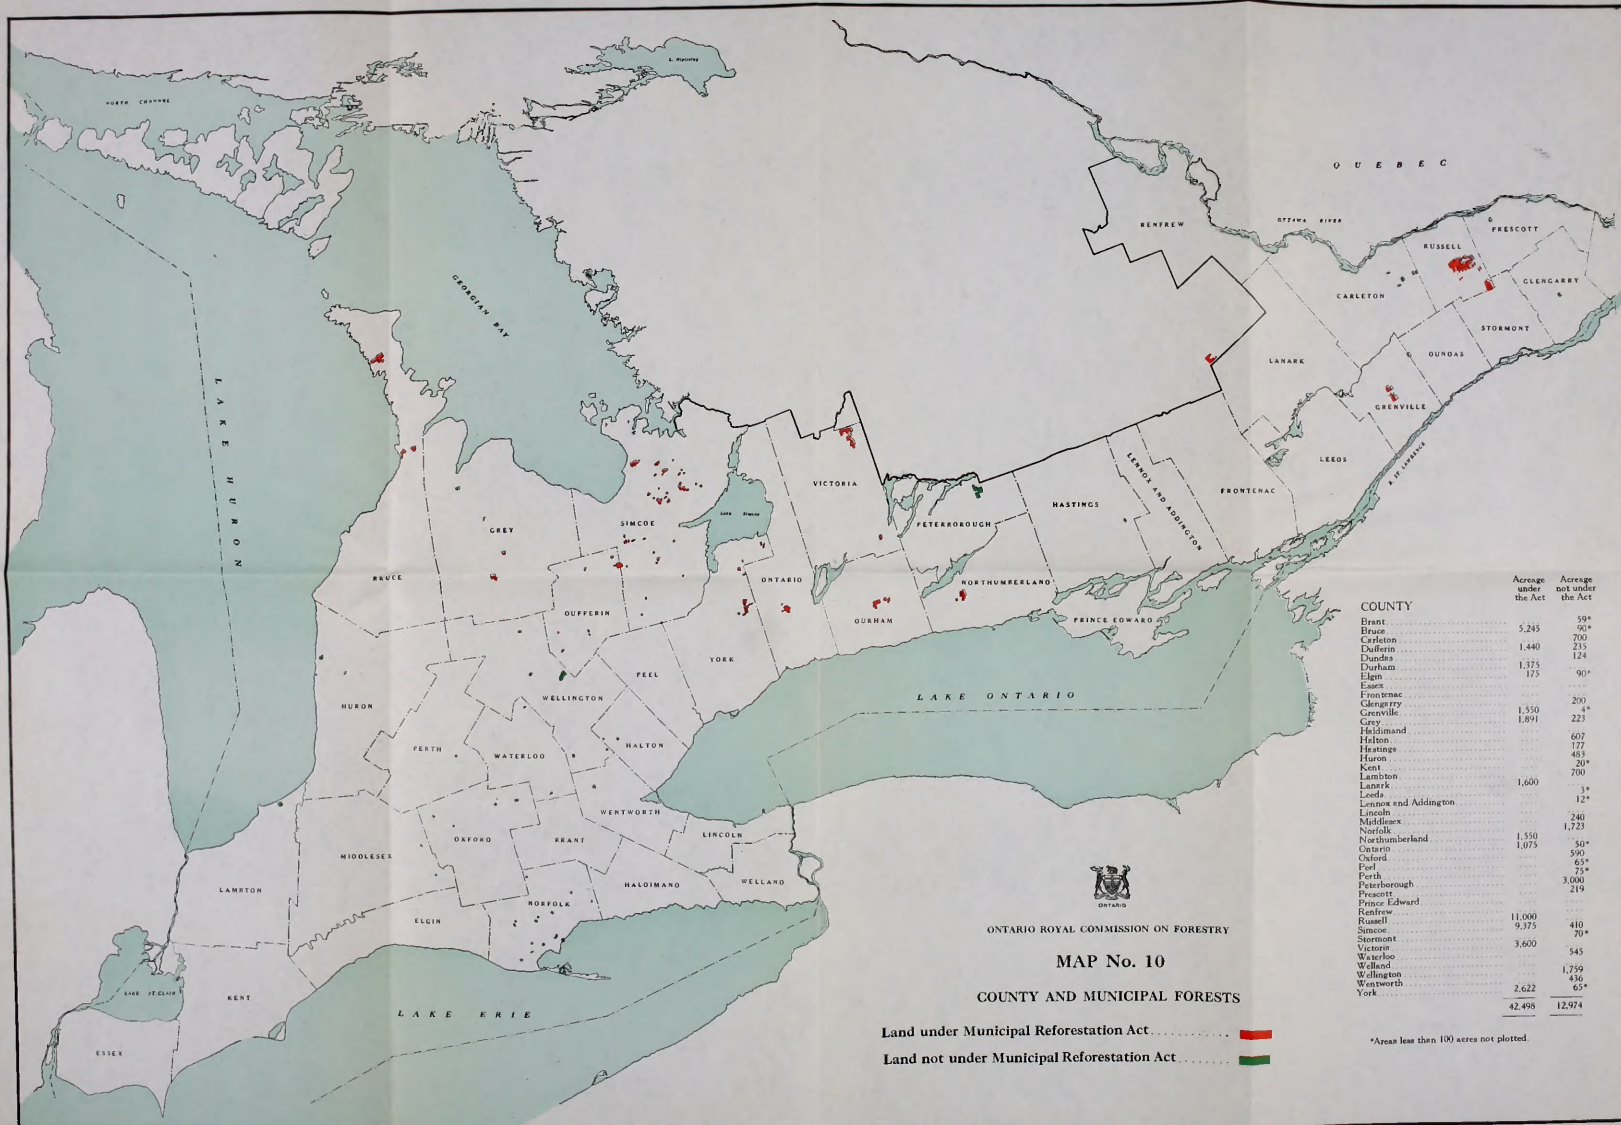 L. Nipissing
NORTH CHANNEL
QUEBEC
OTTAWA RIVER
RENFREW
PRESCOTT
RUSSELL
GLENGARRY
CARLETON
GEORGIAN BAY
STORMONT
DUNDAS
LANARK
GRENVILLE
LAKE HURON
LEEDS
R. ST. LAWRENCE
VICTORIA
LENNOX AND ADDINGTON
FRONTENAC
HASTINGS
Lake Simcoe
SIMCOE
PETERBOROUGH
GREY
BRUCE
ONTARIO
NORTHUMBERLAND
DUFFERIN
DURHAM
PRINCE EDWARD
YORK
PEEL
WELLINGTON
LAKE ONTARIO
HURON
PERTH
WATERLOO
HALTON
WENTWORTH
LINCOLN
OXFORD
BRANT
MIDDLESEX
LAMBTON
HALDIMAND
WELLAND
NORFOLK
ELGIN
LAKE ST. CLAIR
KENT
LAKE ERIE
ESSEX
ONTARIO
ONTARIO ROYAL COMMISSION ON FORESTRY
MAP No. 10
COUNTY AND MUNICIPAL FORESTS
Land under Municipal Reforestation Act
Land not under Municipal Reforestation Act
COUNTY Acreage under the Act Acreage not under the Act
Brant 59*
Bruce 5,245 90*
Carleton 700
Dufferin 1,440 235
Dundas 124
Durham 1,375
Elgin 175 90*
Essex
Frontenac
Glengarry 200
Grenville 1,550 4*
Grey 1,891 223
Haldimand
Halton 607
Hastings 177
Huron 483
Kent 20*
Lambton 700
Lanark 1,600
Leeds 3*
Lennox and Addington 12*
Lincoln
Middlesex 240
Norfolk 1,723
Northumberland 1,550
Ontario 1,075 50*
Oxford 590
Peel 65*
Perth 75*
Peterborough 3,000
Prescott 219
Prince Edward
Renfrew
Russell 11,000
Simcoe 9,375 410
Stormont 70*
Victoria 3,600
Waterloo 545
Welland
Wellington 1,759
Wentworth 436
York 2,622 65*
42,498 12,974
*Areas less than 100 acres not plotted.